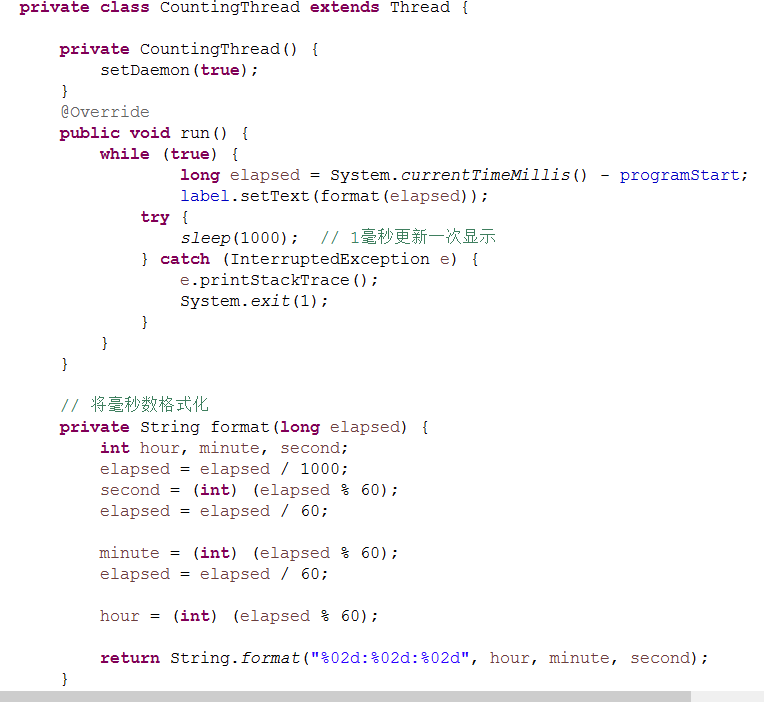 private class CountingThread extends Thread {
private CountingThread() {
setDaemon(true);
}
@Override
public void run() {
while (true) {
long elapsed = System.currentTimeMillis() - programStart;
label.setText(format(elapsed));
try {
sleep(1000);  // 1毫秒更新一次显示
} catch (InterruptedException e) {
e.printStackTrace();
System.exit(1);
}
}
}
// 将毫秒数格式化
private String format(long elapsed) {
int hour, minute, second;
elapsed = elapsed / 1000;
second = (int) (elapsed % 60);
elapsed = elapsed / 60;
minute = (int) (elapsed % 60);
elapsed = elapsed / 60;
hour = (int) (elapsed % 60);
return String.format("%02d:%02d:%02d", hour, minute, second);
}